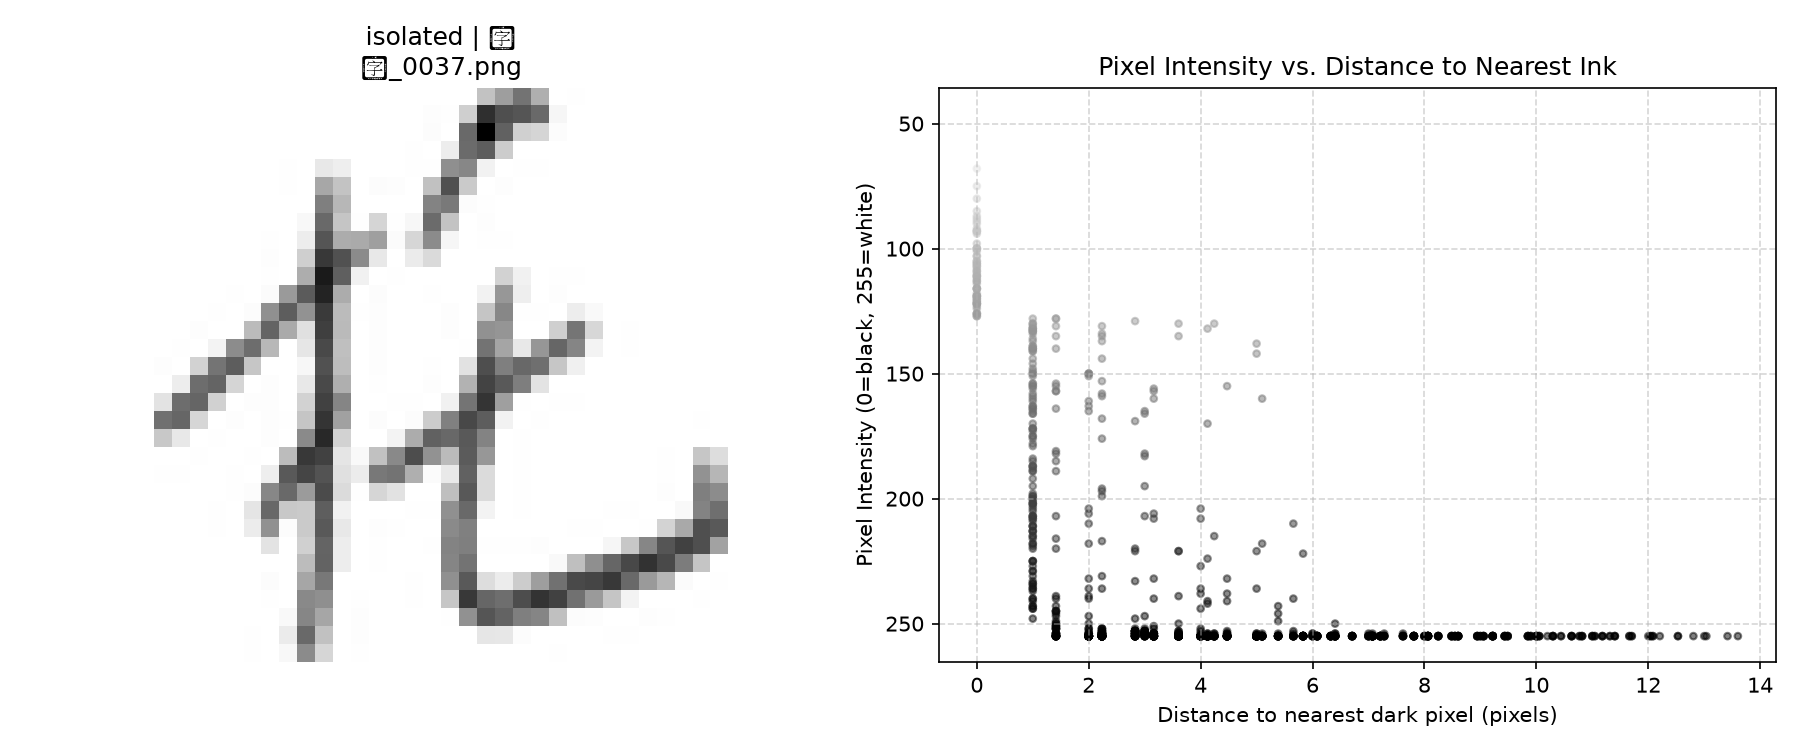 isolated |
_0037.png
托
Pixel Intensity vs. Distance to Nearest Ink
Pixel Intensity (0=black, 255=white)
50
100
150
200
250
0 2 4 6 8 10 12 14
Distance to nearest dark pixel (pixels)